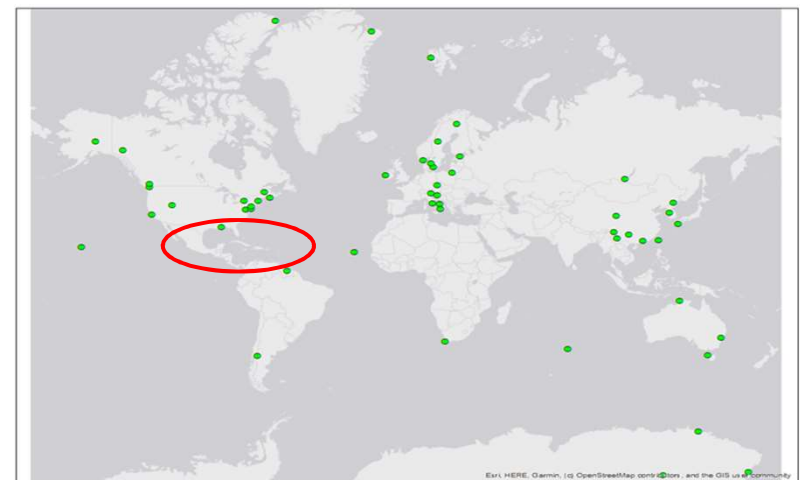 Esri, HERE, Garmin, (c) OpenStreetMap contributors, and the GIS user community